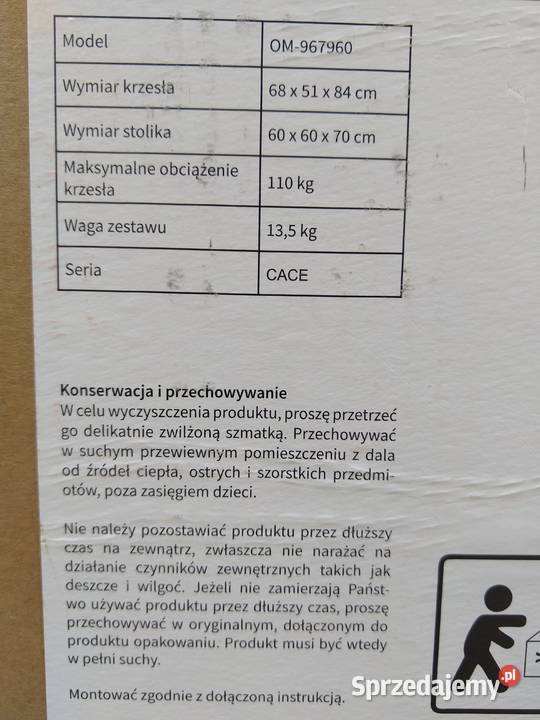 Model OM-967960
Wymiar krzesła 68 x 51 x 84 cm
Wymiar stolika 60 x 60 x 70 cm
Maksymalne obciążenie
krzesła 110 kg
Waga zestawu 13,5 kg
Seria CACE
Konserwacja i przechowywanie
W celu wyczyszczenia produktu, proszę przetrzeć
go delikatnie zwilżoną szmatką. Przechowywać
w suchym przewiewnym pomieszczeniu z dala
od źródeł ciepła, ostrych i szorstkich przedmi-
otów, poza zasięgiem dzieci.
Nie należy pozostawiać produktu przez dłuższy
czas na zewnątrz, zwłaszcza nie narażać na
działanie czynników zewnętrznych takich jak
deszcze i wilgoć. Jeżeli nie zamierzają Państ-
wo używać produktu przez dłuższy czas, proszę
przechowywać w oryginalnym, dołączonym do
produktu opakowaniu. Produkt musi być wtedy
w pełni suchy.
Montować zgodnie z dołączoną instrukcją.
Sprzedajemy.pl